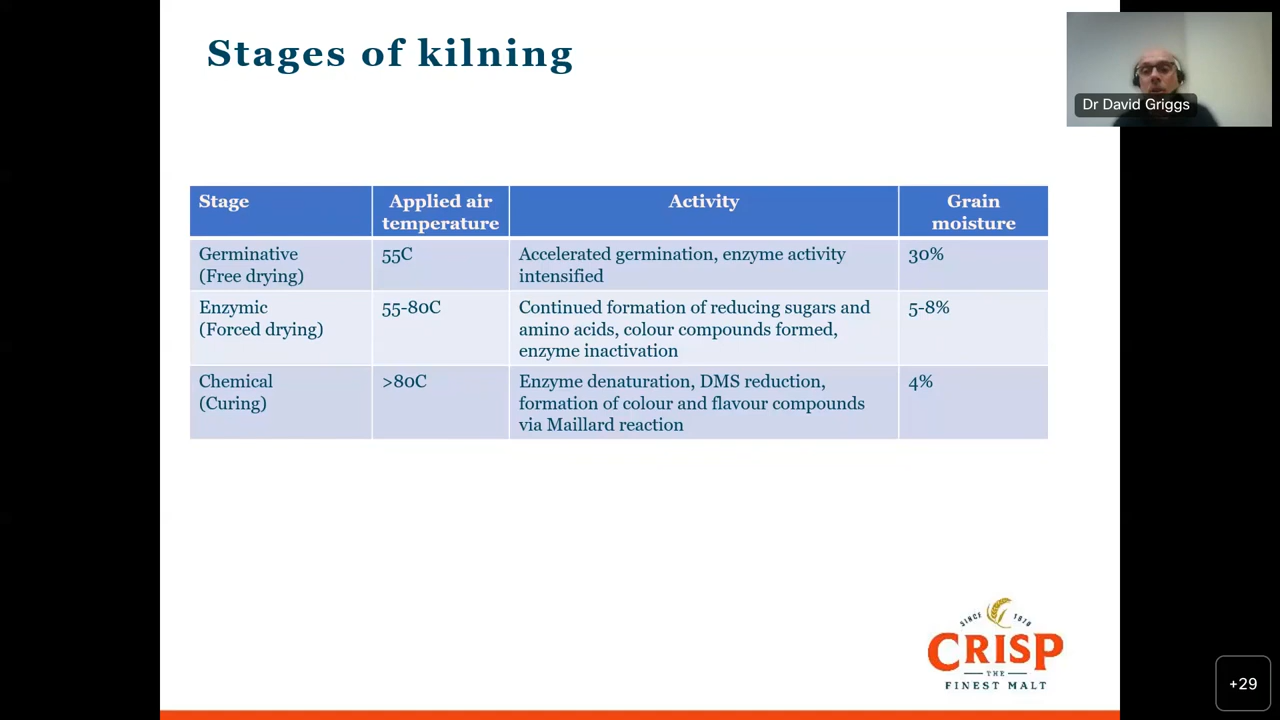 Stages of kilning
Dr David Griggs
Stage
Applied air
temperature
Activity
Grain
moisture
Germinative
(Free drying)
55C
Accelerated germination, enzyme activity
intensified
30%
Enzymic
(Forced drying)
55-80C
Continued formation of reducing sugars and
amino acids, colour compounds formed,
enzyme inactivation
5-8%
Chemical
(Curing)
>80C
Enzyme denaturation, DMS reduction,
formation of colour and flavour compounds
via Maillard reaction
4%
SINCE 1870
CRISP
THE
FINEST MALT
+29